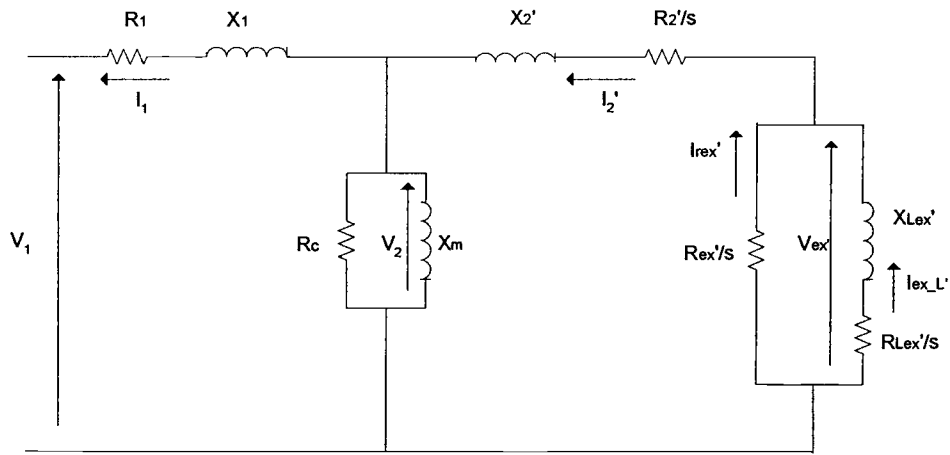 R1 X1 X2' R2'/s
I1 I2'
Irex'
V1 Rc V2 Xm Rex'/s Vex' XLex'
Iex_L'
RLex'/s